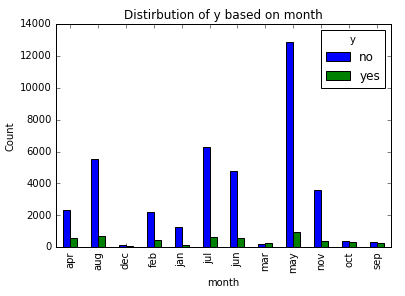 Distirbution of y based on month
14000
12000
10000
8000
6000
4000
2000
0
Count
y
no
yes
apr
aug
dec
feb
jan
jul
jun
mar
may
nov
oct
sep
month